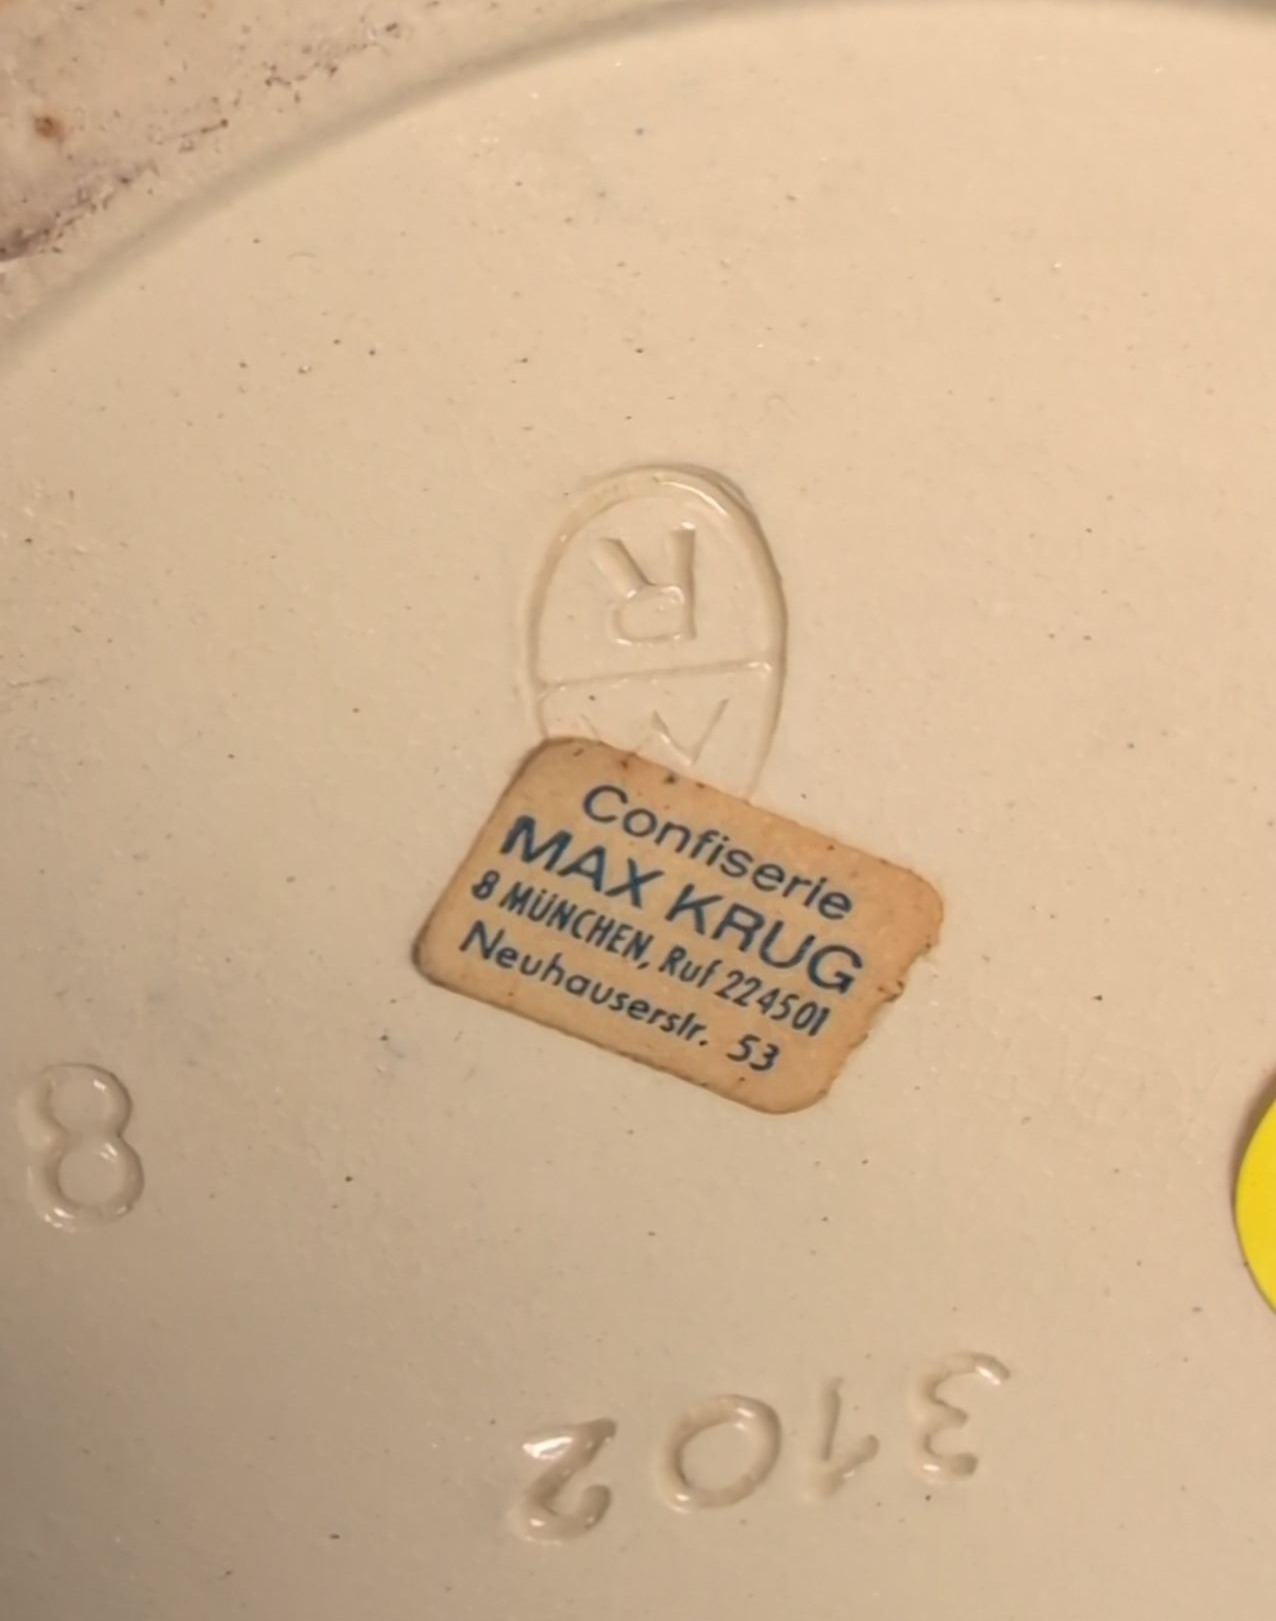 R
Confiserie
MAX KRUG
8 MÜNCHEN, Ruf 224501
Neuhauserstr. 53
8
3102